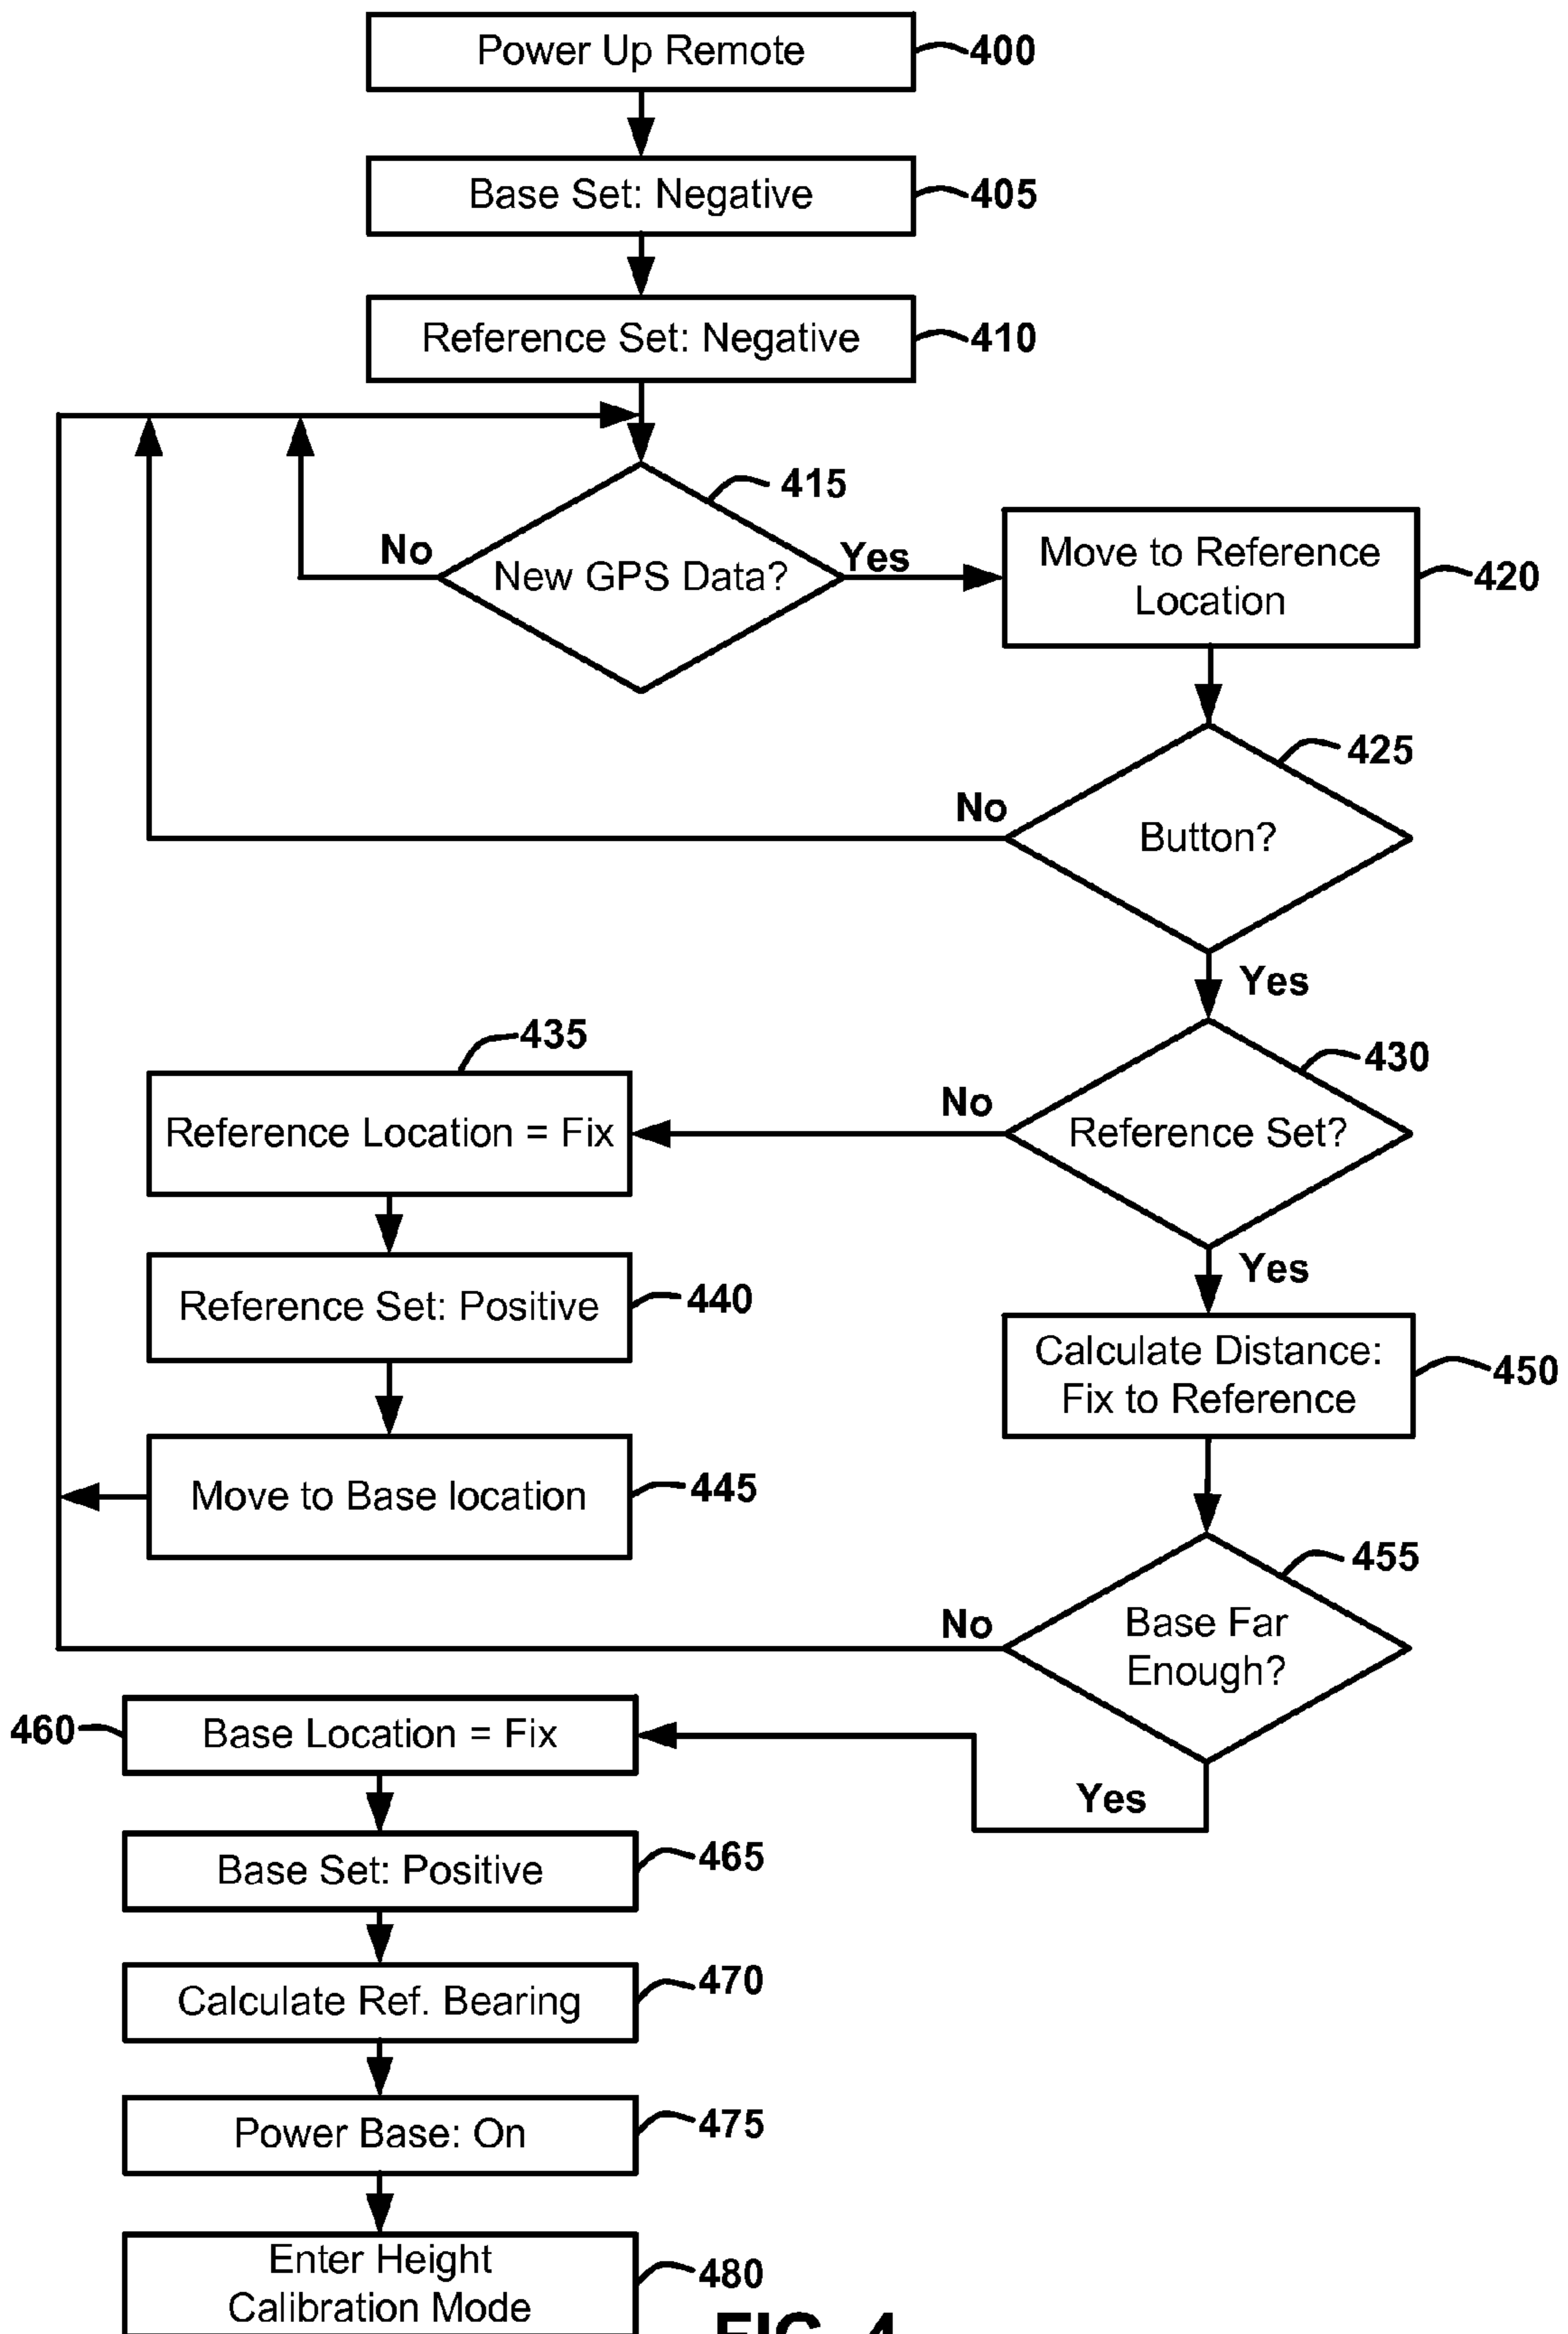 Power Up Remote
400
Base Set: Negative
405
Reference Set: Negative
410
415
New GPS Data?
No
Yes
Move to Reference
Location
420
425
Button?
No
Yes
430
Reference Set?
No
Yes
435
Reference Location = Fix
Reference Set: Positive
440
Move to Base location
445
Calculate Distance:
Fix to Reference
450
455
Base Far
Enough?
No
Yes
460
Base Location = Fix
Base Set: Positive
465
Calculate Ref. Bearing
470
Power Base: On
475
Enter Height
Calibration Mode
480
FIG. 4